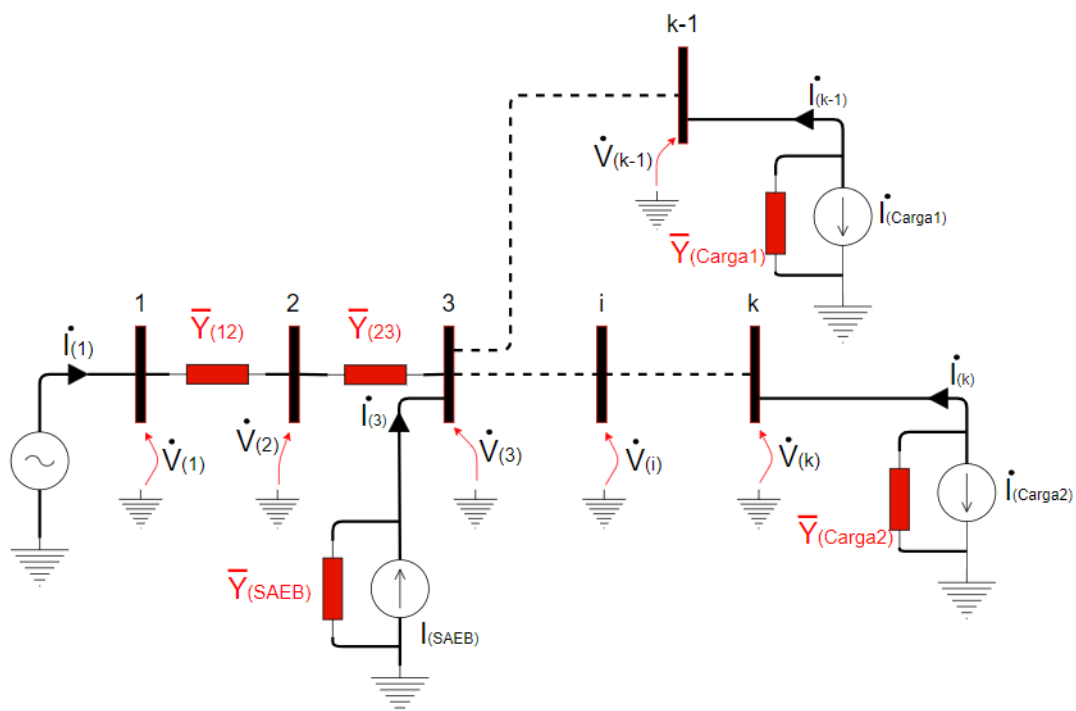 k-1
İ(k-1)
V̇(k-1)
İ(Carga1)
Y̅(Carga1)
1
2
3
i
k
Y̅(12)
Y̅(23)
İ(1)
İ(k)
İ(3)
V̇(1)
V̇(2)
V̇(3)
V̇(i)
V̇(k)
İ(Carga2)
Y̅(Carga2)
Y̅(SAEB)
I(SAEB)